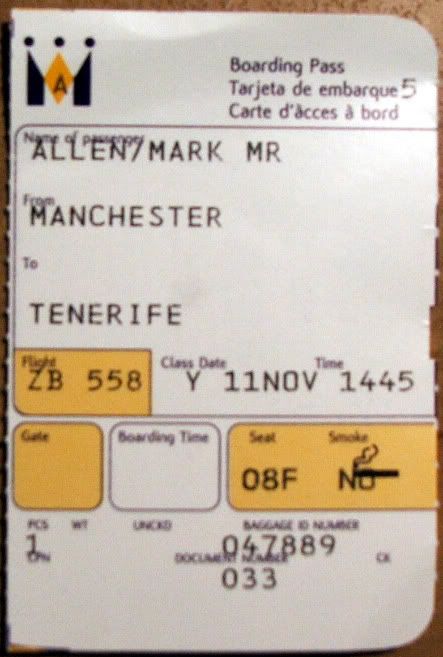 A
Boarding Pass
Tarjeta de embarque 5
Carte d'âcces à bord
Name of passenger
ALLEN/MARK MR
From
MANCHESTER
To
TENERIFE
Flight Class Date Time
ZB 558 Y 11NOV 1445
Gate Boarding Time Seat Smoke
08F NO
PCS WT UNCKD BAGGAGE ID NUMBER
1 047889
CPN DOCUMENT NUMBER CK
033